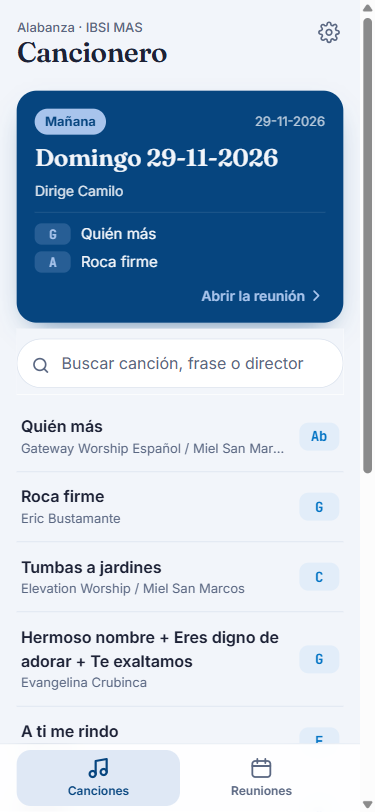 Alabanza · IBSI MAS
Cancionero
Mañana
29-11-2026
Domingo 29-11-2026
Dirige Camilo
G Quién más
A Roca firme
Abrir la reunión
Buscar canción, frase o director
Quién más
Gateway Worship Español / Miel San Mar...
Ab
Roca firme
Eric Bustamante
G
Tumbas a jardines
Elevation Worship / Miel San Marcos
C
Hermoso nombre + Eres digno de
adorar + Te exaltamos
Evangelina Crubinca
G
A ti me rindo
Canciones
Reuniones